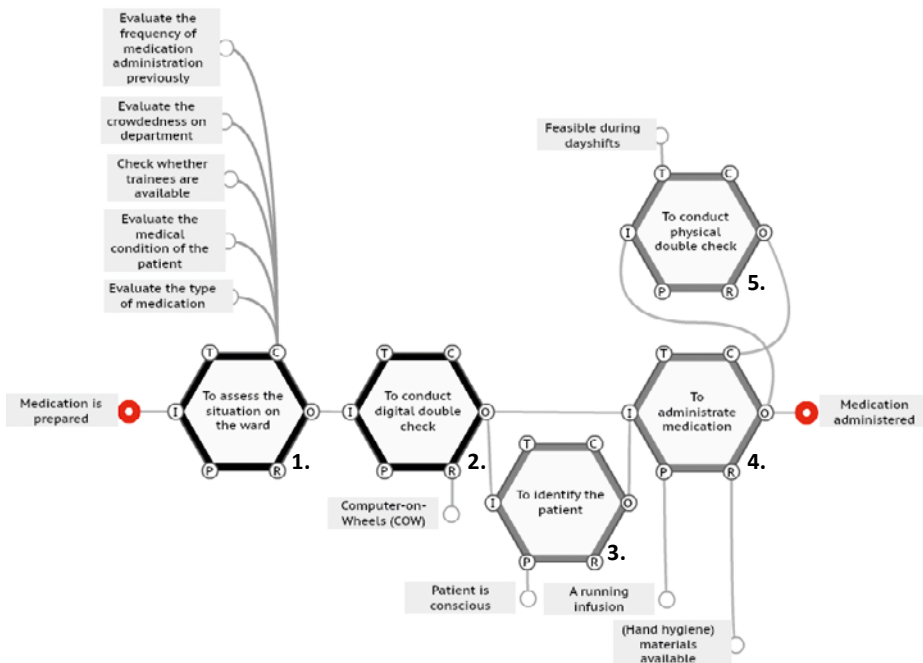 Evaluate the
frequency of
medication
administration
previously
Evaluate the
crowdedness on
department
Check whether
trainees are
available
Evaluate the
medical
condition of the
patient
Evaluate the type
of medication
Feasible during
dayshifts
T C
I To conduct O
physical
double check
P R 5.
Medication is
prepared
T C
I To assess the O
situation on
the ward
P R 1.
T C
I To conduct O
digital double
check
P R 2.
Computer-on-
Wheels (COW)
T C
I To identify the O
patient
P R 3.
Patient is
conscious
T C
I To O
administrate
medication
P R 4.
Medication
administered
A running
infusion
(Hand hygiene)
materials
available